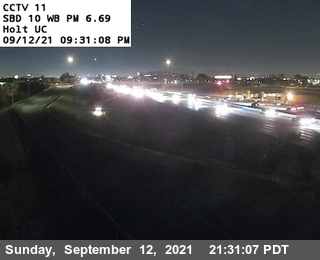 CCTV 11
SBD 10 WB PM 6.69
Holt UC
09/12/21 09:31:08 PM
Sunday, September 12, 2021 21:31:07 PDT